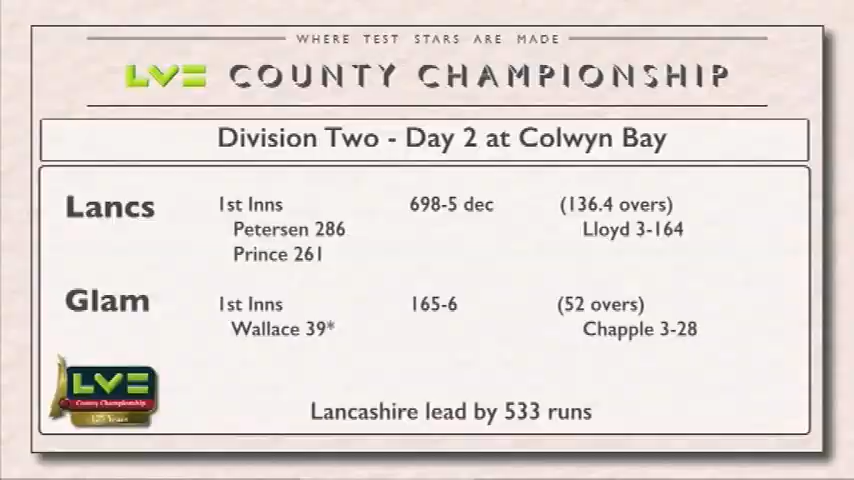 WHERE TEST STARS ARE MADE
LV= COUNTY CHAMPIONSHIP
Division Two - Day 2 at Colwyn Bay
Lancs 1st Inns 698-5 dec (136.4 overs)
Petersen 286 Lloyd 3-164
Prince 261
Glam 1st Inns 165-6 (52 overs)
Wallace 39* Chapple 3-28
LV=
County Championship
125 Years
Lancashire lead by 533 runs